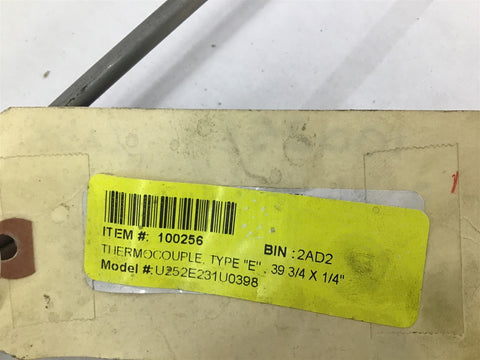 ITEM #: 100256 BIN : 2AD2
THERMOCOUPLE, TYPE "E", 39 3/4 X 1/4"
Model #: U252E231U0398